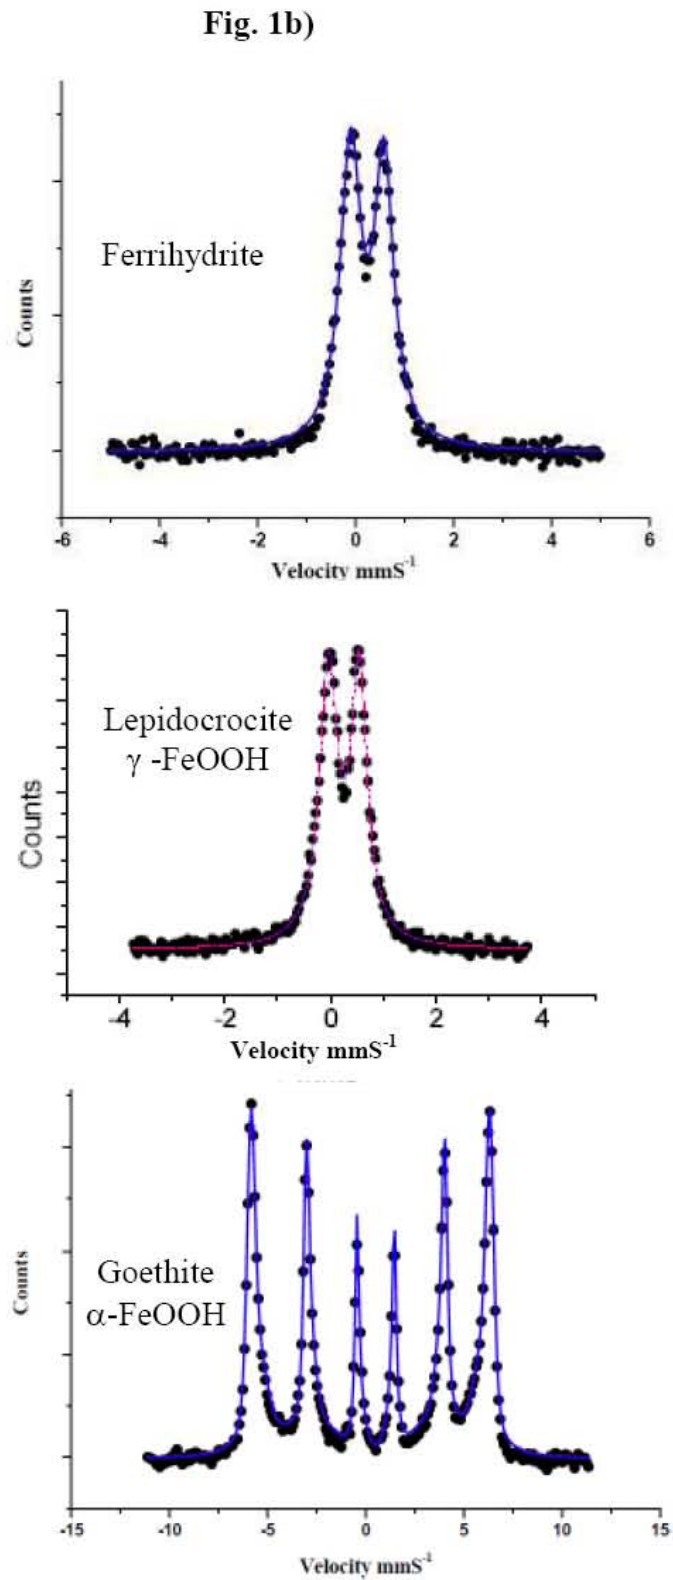 Fig. 1b)
Ferrihydrite
Counts
-6 -4 -2 0 2 4 6
Velocity mmS-1
Lepidocrocite
γ -FeOOH
Counts
-4 -2 0 2 4
Velocity mmS-1
Goethite
α-FeOOH
Counts
-15 -10 -5 0 5 10 15
Velocity mmS-1